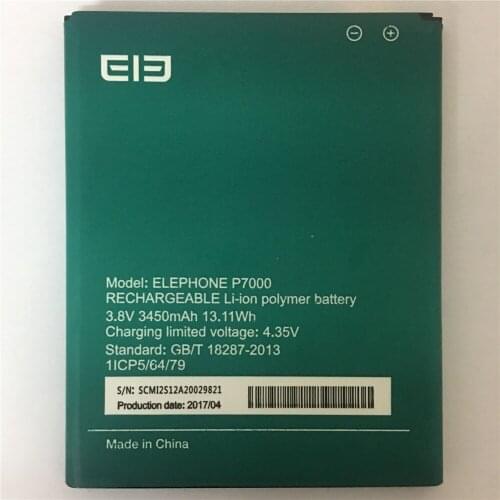 Model: ELEPHONE P7000
RECHARGEABLE Li-ion polymer battery
3.8V 3450mAh 13.11Wh
Charging limited voltage: 4.35V
Standard: GB/T 18287-2013
1ICP5/64/79
S/N: SCMI2S12A20029821
Production date: 2017/04
Made in China